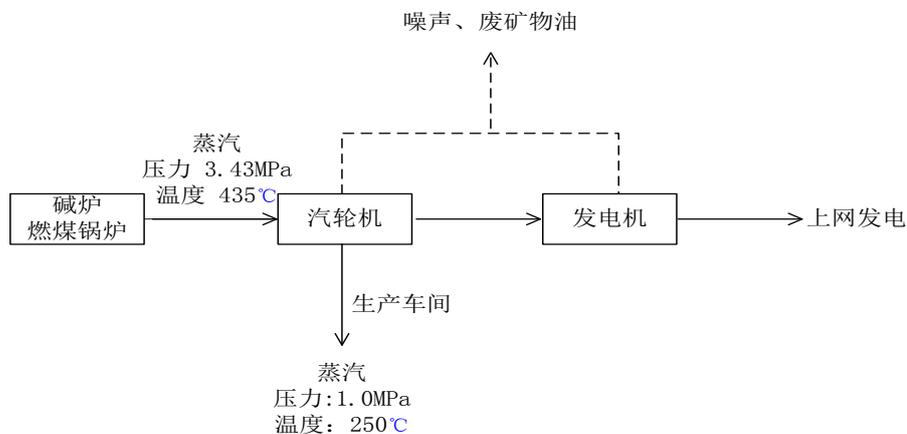 噪声、废矿物油
蒸汽
压力 3.43MPa
温度 435℃
碱炉
燃煤锅炉
汽轮机
发电机
上网发电
生产车间
蒸汽
压力:1.0MPa
温度：250℃